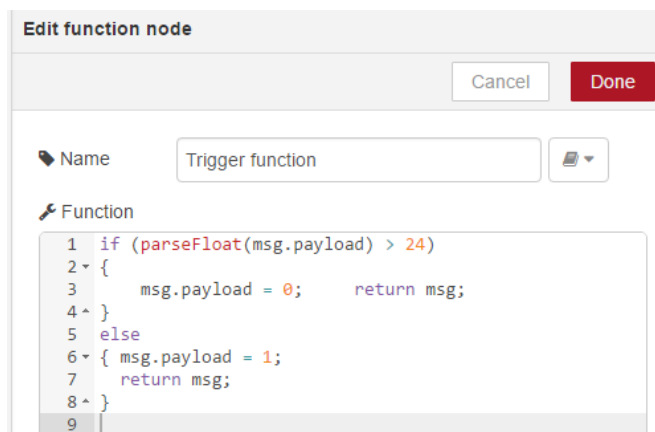 Edit function node
Cancel Done
Name Trigger function
Function
1 if (parseFloat(msg.payload) > 24)
2 {
3 msg.payload = 0; return msg;
4 }
5 else
6 { msg.payload = 1;
7 return msg;
8 }
9